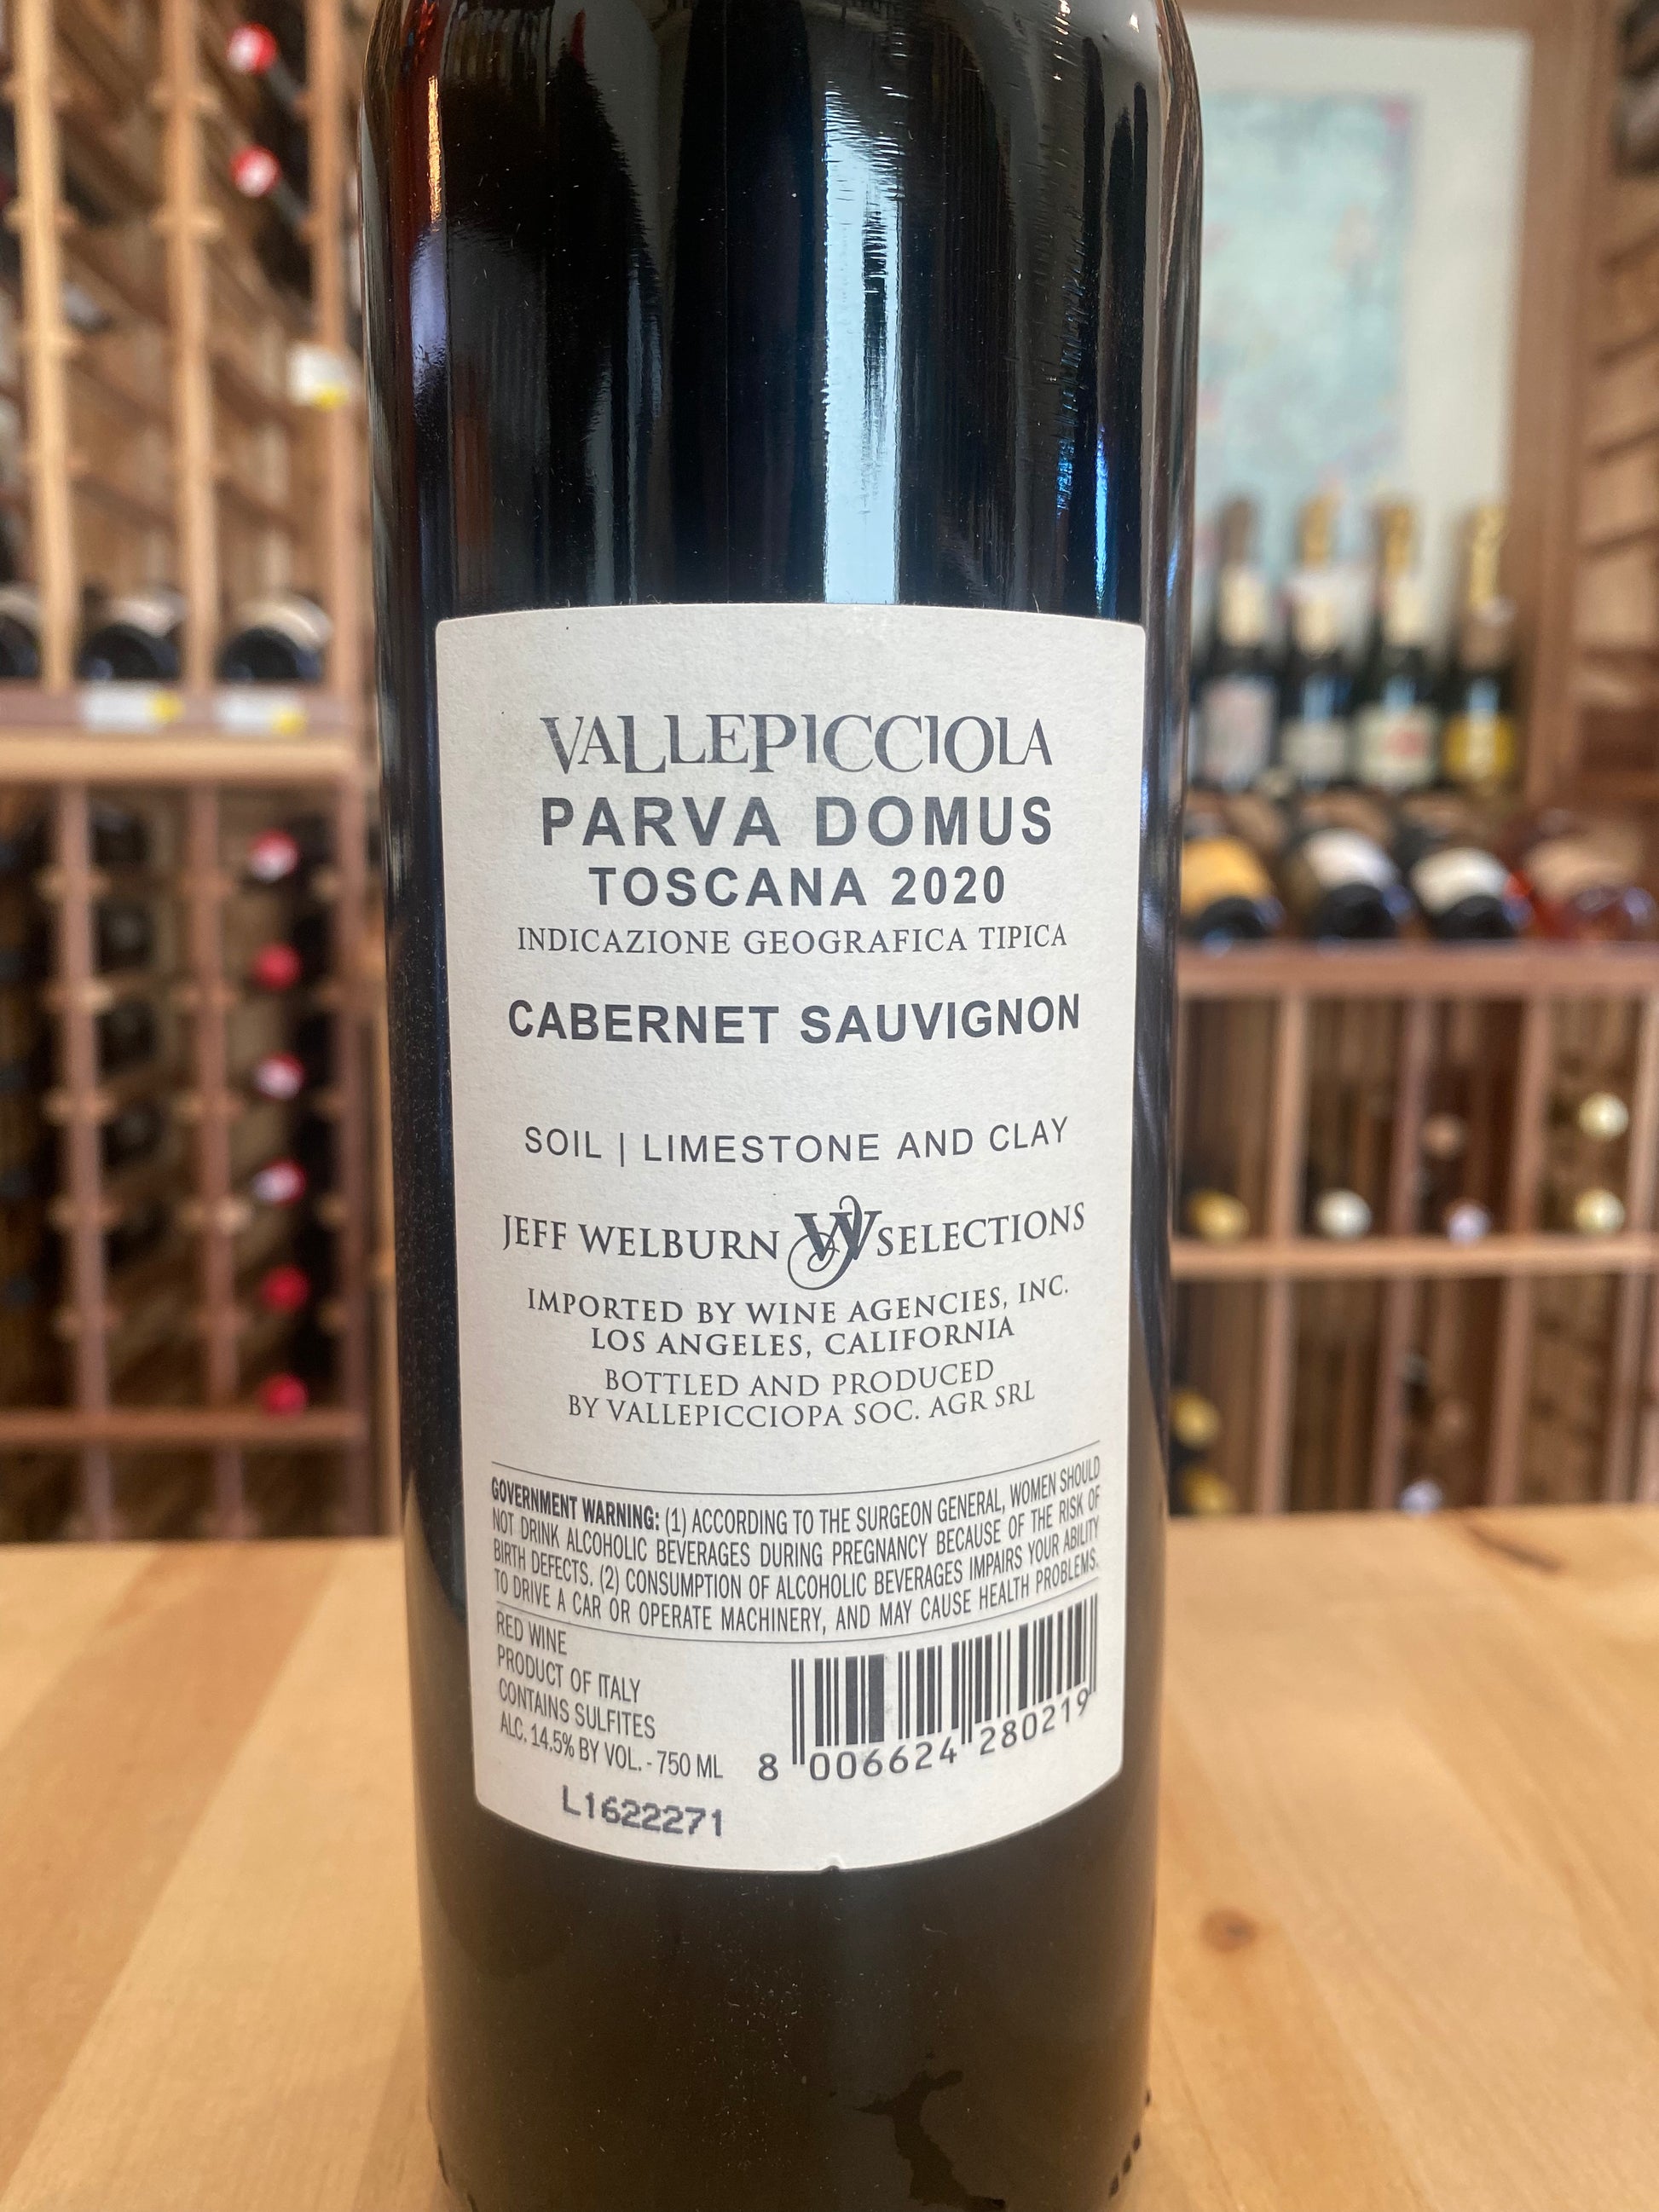 VALLEPICCIOLA
PARVA DOMUS
TOSCANA 2020
INDICAZIONE GEOGRAFICA TIPICA
CABERNET SAUVIGNON
SOIL | LIMESTONE AND CLAY
JEFF WELBURN WJ SELECTIONS
IMPORTED BY WINE AGENCIES, INC.
LOS ANGELES, CALIFORNIA
BOTTLED AND PRODUCED
BY VALLEPICCIOPA SOC. AGR SRL
GOVERNMENT WARNING: (1) ACCORDING TO THE SURGEON GENERAL, WOMEN SHOULD
NOT DRINK ALCOHOLIC BEVERAGES DURING PREGNANCY BECAUSE OF THE RISK OF
BIRTH DEFECTS. (2) CONSUMPTION OF ALCOHOLIC BEVERAGES IMPAIRS YOUR ABILITY
TO DRIVE A CAR OR OPERATE MACHINERY, AND MAY CAUSE HEALTH PROBLEMS.
RED WINE
PRODUCT OF ITALY
CONTAINS SULFITES
ALC. 14.5% BY VOL. - 750 ML
8 006624 280219
L1622271